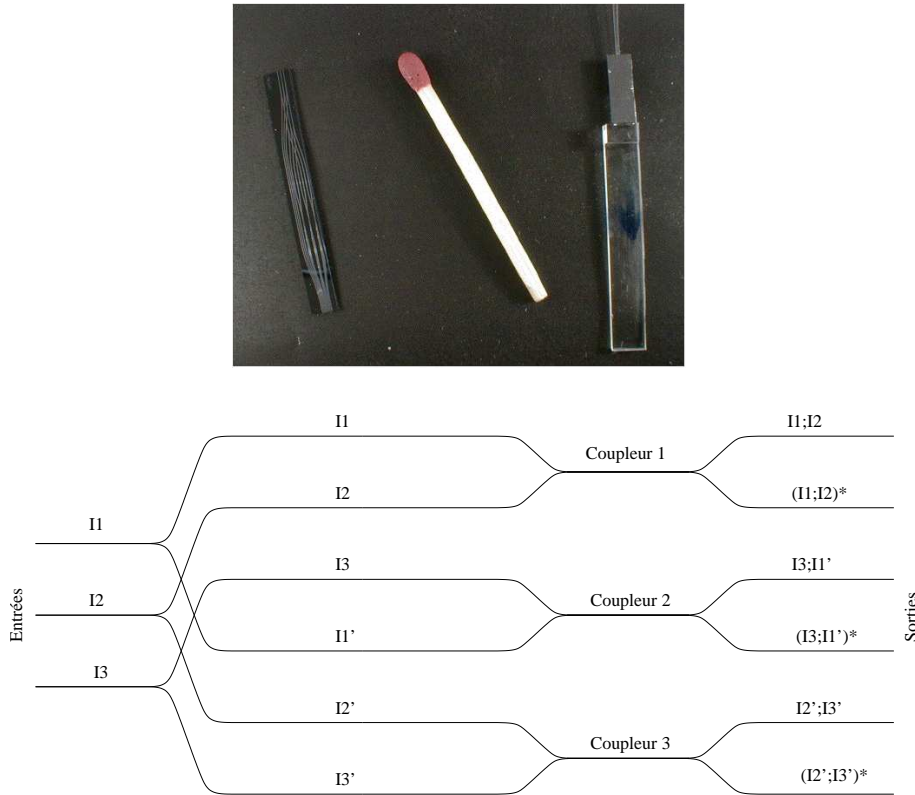 I1
I1;I2
Coupleur 1
I2
(I1;I2)*
I1
I3
I3;I1’
Entrées
I2
Coupleur 2
Sorties
I1’
(I3;I1’)*
I3
I2’
I2’;I3’
Coupleur 3
I3’
(I2’;I3’)*